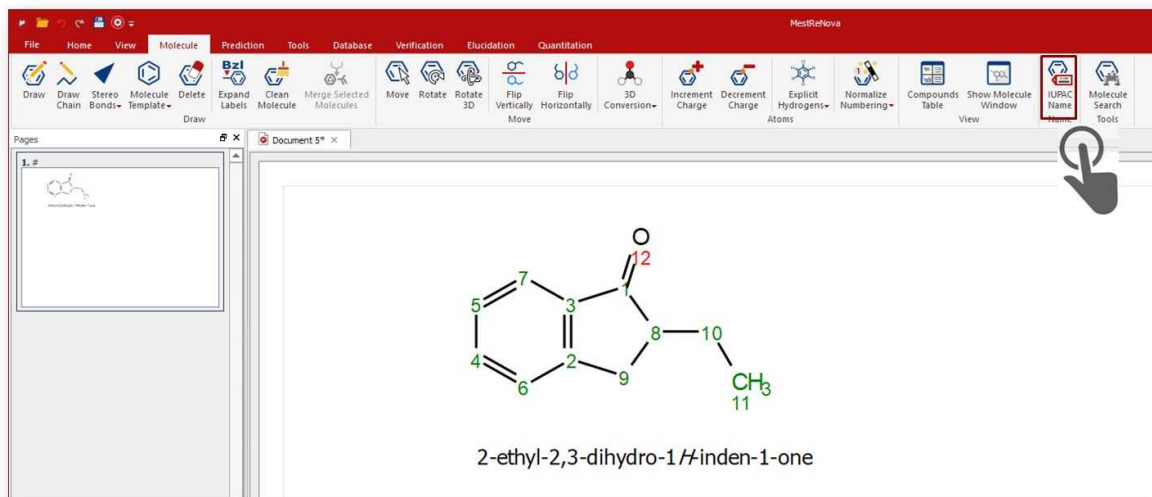 MestReNova
File Home View Molecule Prediction Tools Database Verification Elucidation Quantitation
Bzl
Draw Draw Chain Stereo Bonds Molecule Template Delete Expand Labels Clean Molecule Merge Selected Molecules Move Rotate Rotate 3D Flip Vertically Flip Horizontally 3D Conversion Increment Charge Decrement Charge Explicit Hydrogens Normalize Numbering Compounds Table Show Molecule Window IUPAC Name Molecule Search
Draw Move Atoms View Name Tools
Pages
Document 5*
1. #
O
12
7
1
5 3
8 10
4 2
9
6
CH3
11
2-ethyl-2,3-dihydro-1H-inden-1-one